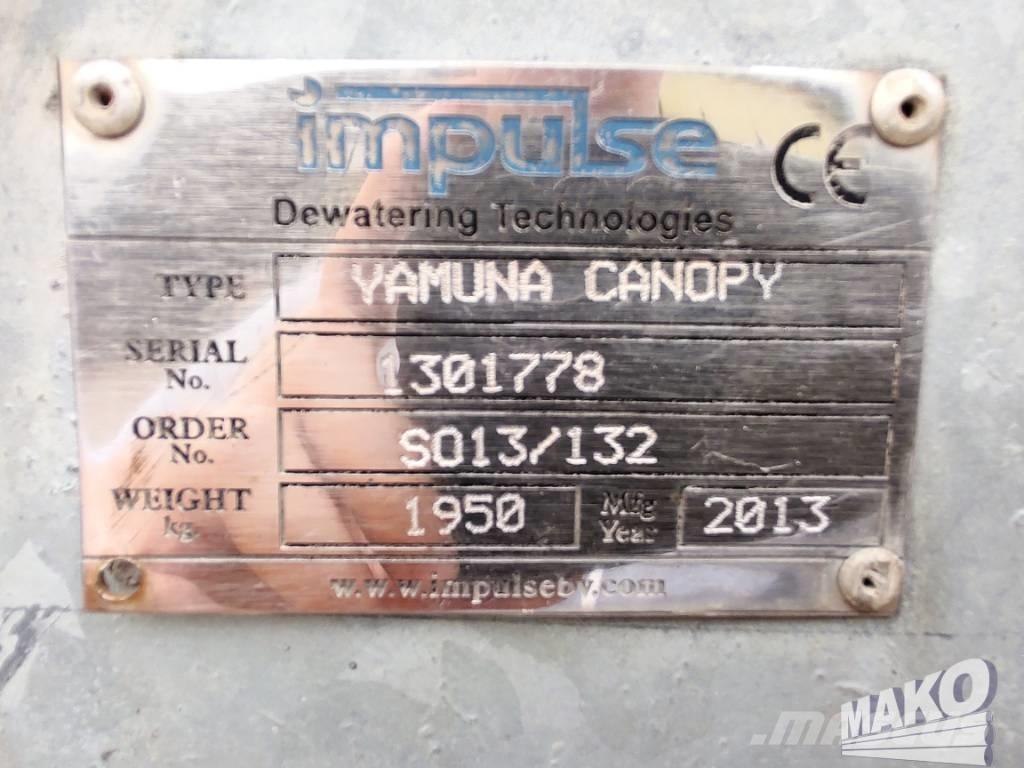 impulse
CE
Dewatering Technologies
TYPE YAMUNA CANOPY
SERIAL No. 1301778
ORDER No. SO13/132
WEIGHT kg. 1950 Mfg Year 2013
www.impulsebv.com
MAKO